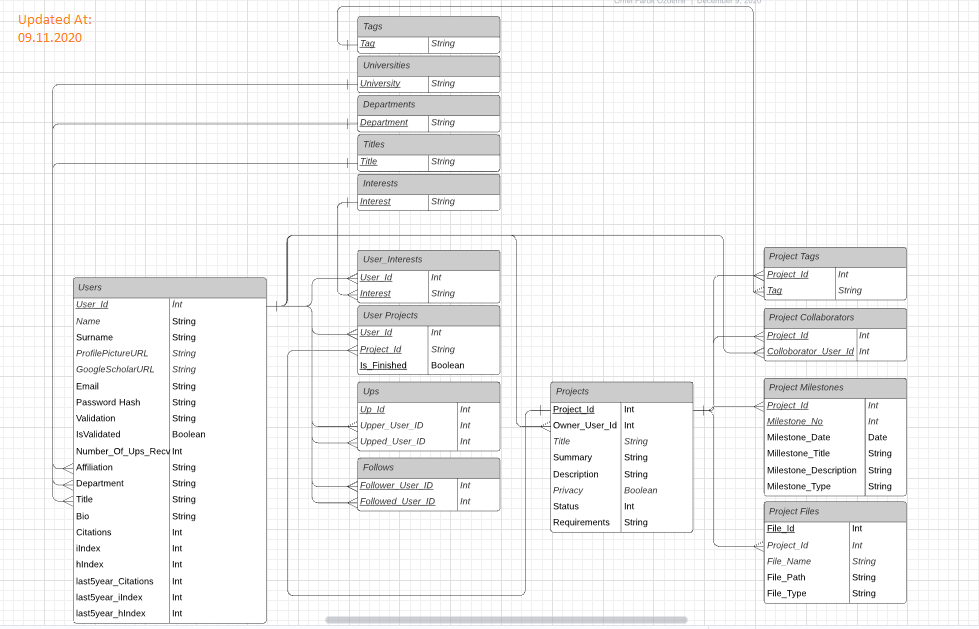 Omer Faruk Ozdemir | December 9, 2020
Updated At:
09.11.2020
Tags
Tag String
Universities
University String
Departments
Department String
Titles
Title String
Interests
Interest String
User_Interests
User_Id Int
Interest String
User Projects
User_Id Int
Project_Id String
Is_Finished Boolean
Ups
Up_Id Int
Upper_User_ID Int
Upped_User_ID Int
Follows
Follower_User_ID Int
Followed_User_ID Int
Users
User_Id Int
Name String
Surname String
ProfilePictureURL String
GoogleScholarURL String
Email String
Password Hash String
Validation String
IsValidated Boolean
Number_Of_Ups_Recv Int
Affiliation String
Department String
Title String
Bio String
Citations Int
iIndex Int
hIndex Int
last5year_Citations Int
last5year_iIndex Int
last5year_hIndex Int
Projects
Project_Id Int
Owner_User_Id Int
Title String
Summary String
Description String
Privacy Boolean
Status Int
Requirements String
Project Tags
Project_Id Int
Tag String
Project Collaborators
Project_Id Int
Colloborator_User_Id Int
Project Milestones
Project_Id Int
Milestone_No Int
Milestone_Date Date
Millestone_Title String
Milestone_Description String
Milestone_Type String
Project Files
File_Id Int
Project_Id Int
File_Name String
File_Path String
File_Type String